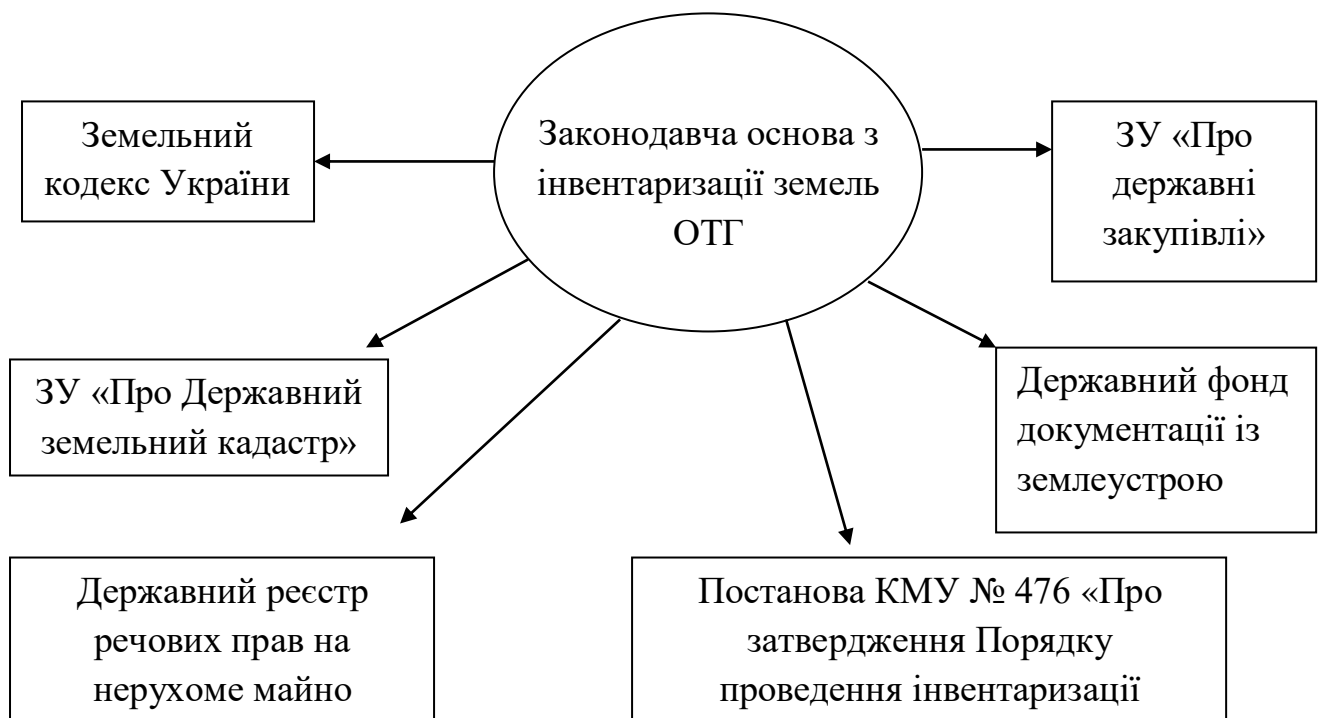 Законодавча основа з
інвентаризації земель
ОТГ
Земельний
кодекс України
ЗУ «Про
державні
закупівлі»
ЗУ «Про Державний
земельний кадастр»
Державний фонд
документації із
землеустрою
Державний реєстр
речових прав на
нерухоме майно
Постанова КМУ № 476 «Про
затвердження Порядку
проведення інвентаризації